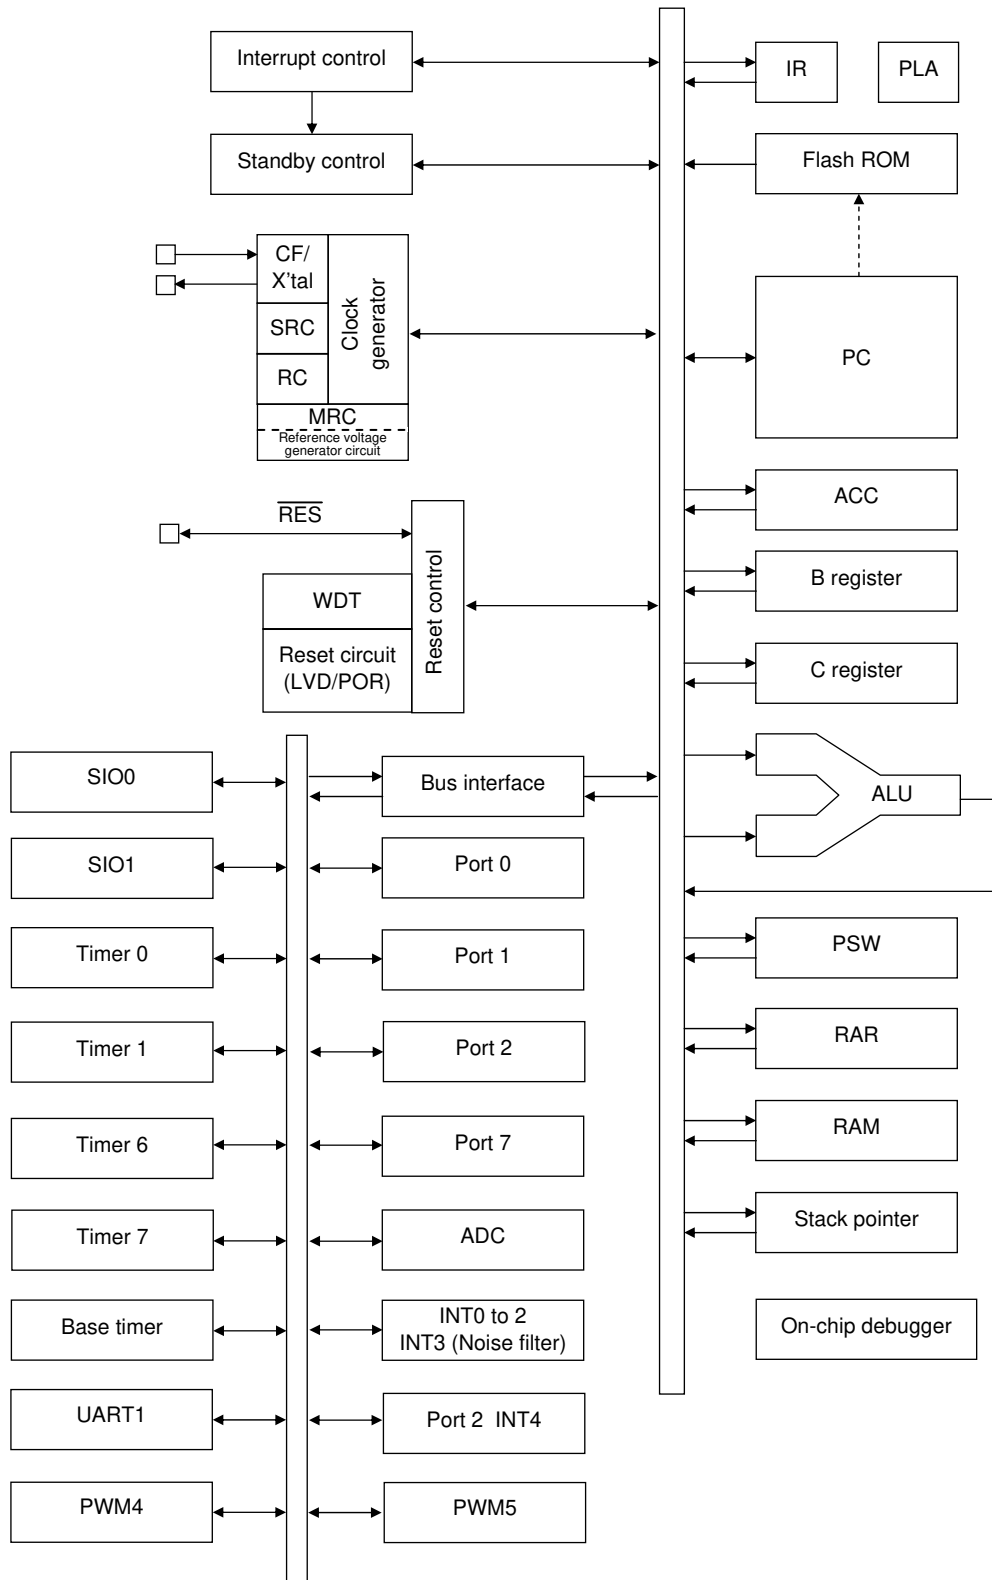 Interrupt control
IR
PLA
Standby control
Flash ROM
CF/
X'tal
SRC
RC
Clock
generator
MRC
Reference voltage
generator circuit
PC
ACC
RES
WDT
Reset circuit
(LVD/POR)
Reset control
B register
C register
ALU
SIO0
Bus interface
SIO1
Port 0
Timer 0
Port 1
PSW
Timer 1
Port 2
RAR
Timer 6
Port 7
RAM
Timer 7
ADC
Stack pointer
Base timer
INT0 to 2
INT3 (Noise filter)
On-chip debugger
UART1
Port 2 INT4
PWM4
PWM5